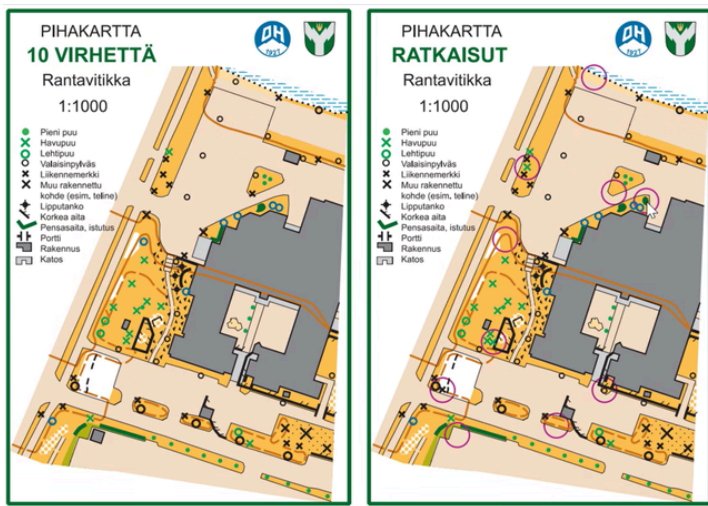 PIHAKARTTA
10 VIRHETTÄ
Rantavitikka
1:1000
OH
1927
Pieni puu
Havupuu
Lehtipuu
Valaisinpylväs
Liikennemerkki
Muu rakennettu
kohde (esim, teline)
Lipputanko
Korkea aita
Pensasaita, istutus
Portti
Rakennus
Katos
PIHAKARTTA
RATKAISUT
Rantavitikka
1:1000
OH
1927
Pieni puu
Havupuu
Lehtipuu
Valaisinpylväs
Liikennemerkki
Muu rakennettu
kohde (esim, teline)
Lipputanko
Korkea aita
Pensasaita, istutus
Portti
Rakennus
Katos